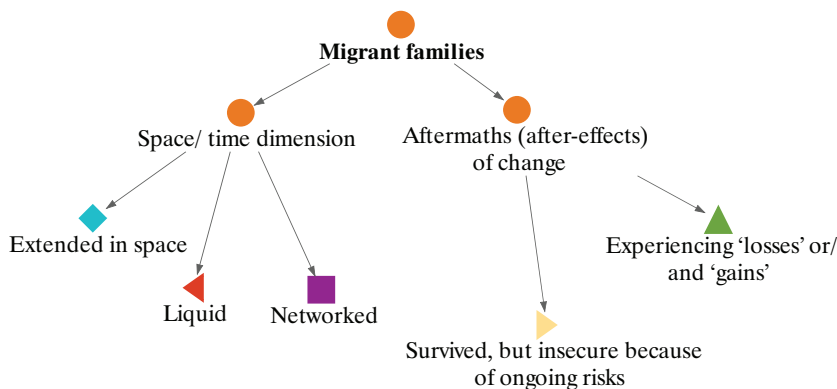 Migrant families
Space/ time dimension
Aftermaths (after-effects)
of change
Extended in space
Liquid
Networked
Experiencing ‘losses’ or/
and ‘gains’
Survived, but insecure because
of ongoing risks